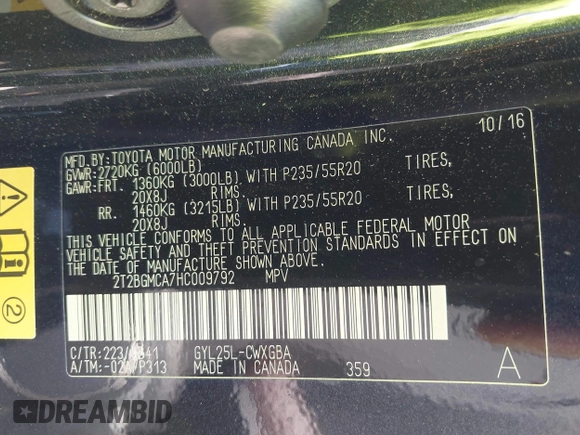 MFD.BY:TOYOTA MOTOR MANUFACTURING CANADA INC. 10/16
GVWR:2720KG (6000LB)
GAWR:FRT. 1360KG (3000LB) WITH P235/55R20 TIRES,
20X8J RIMS
RR. 1460KG (3215LB) WITH P235/55R20 TIRES,
20X8J RIMS
THIS VEHICLE CONFORMS TO ALL APPLICABLE FEDERAL MOTOR
VEHICLE SAFETY AND THEFT PREVENTION STANDARDS IN EFFECT ON
THE DATE OF MANUFACTURE SHOWN ABOVE.
2T2BGMCA7HC009792 MPV
C/TR:223/ GYL25L-CWXGBA
A/TM:-02A/P313 MADE IN CANADA 359 A
2
DREAMBID